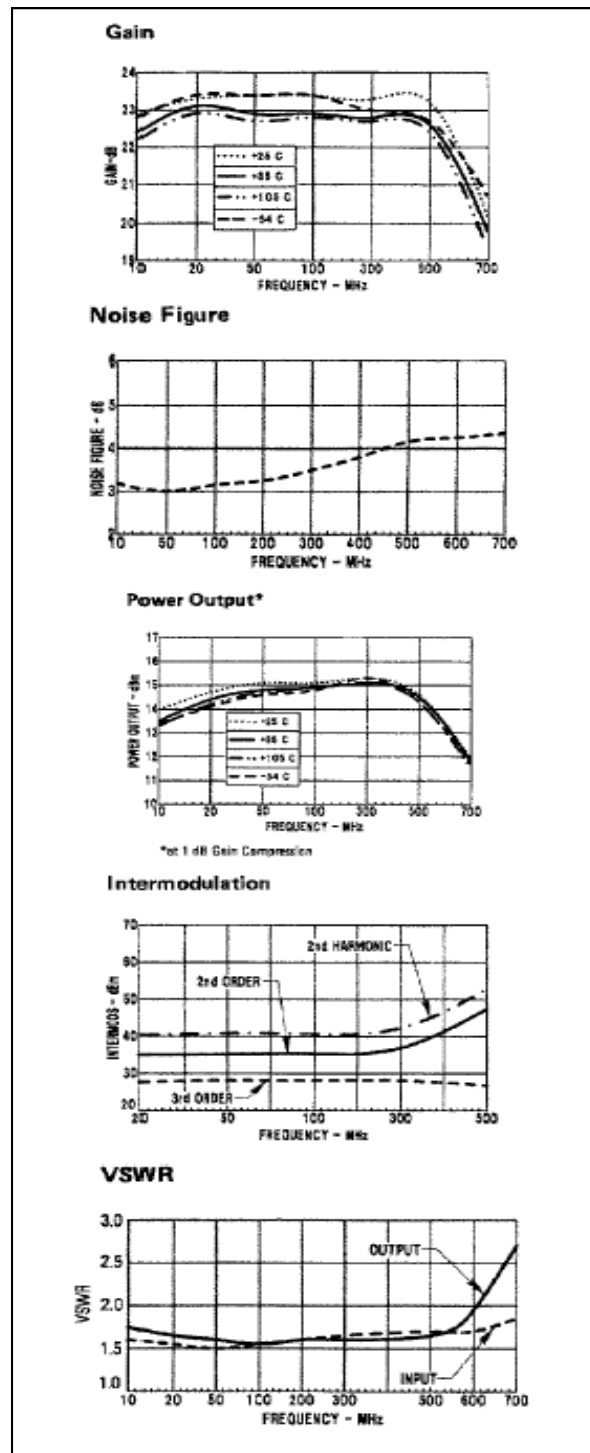 Gain
24
23
22
21
20
19
GAIN-dB
+25 C
+85 C
+105 C
-54 C
10 20 50 100 300 500 700
FREQUENCY - MHz
Noise Figure
6
5
4
3
2
NOISE FIGURE - dB
10 50 100 200 300 400 500 600 700
FREQUENCY - MHz
Power Output*
17
16
15
14
13
12
11
10
POWER OUTPUT - dBm
+85 C
+105 C
-54 C
10 20 50 100 300 500 700
FREQUENCY - MHz
*at 1 dB Gain Compression
Intermodulation
70
60
50
40
30
20
INTERMODS - dBm
2nd HARMONIC
2nd ORDER
3rd ORDER
20 50 100 300 500
FREQUENCY - MHz
VSWR
3.0
2.5
2.0
1.5
1.0
VSWR
OUTPUT
INPUT
10 20 50 100 200 300 500 600 700
FREQUENCY - MHz